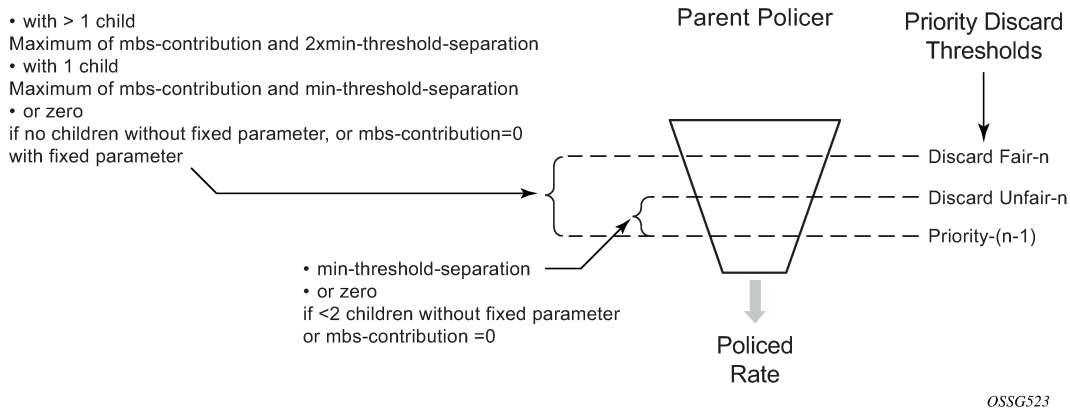 • with > 1 child
Maximum of mbs-contribution and 2xmin-threshold-separation
• with 1 child
Maximum of mbs-contribution and min-threshold-separation
• or zero
if no children without fixed parameter, or mbs-contribution=0
with fixed parameter
Parent Policer
Priority Discard
Thresholds
Discard Fair-n
Discard Unfair-n
Priority-(n-1)
• min-threshold-separation
• or zero
if <2 children without fixed parameter
or mbs-contribution =0
Policed
Rate
OSSG523